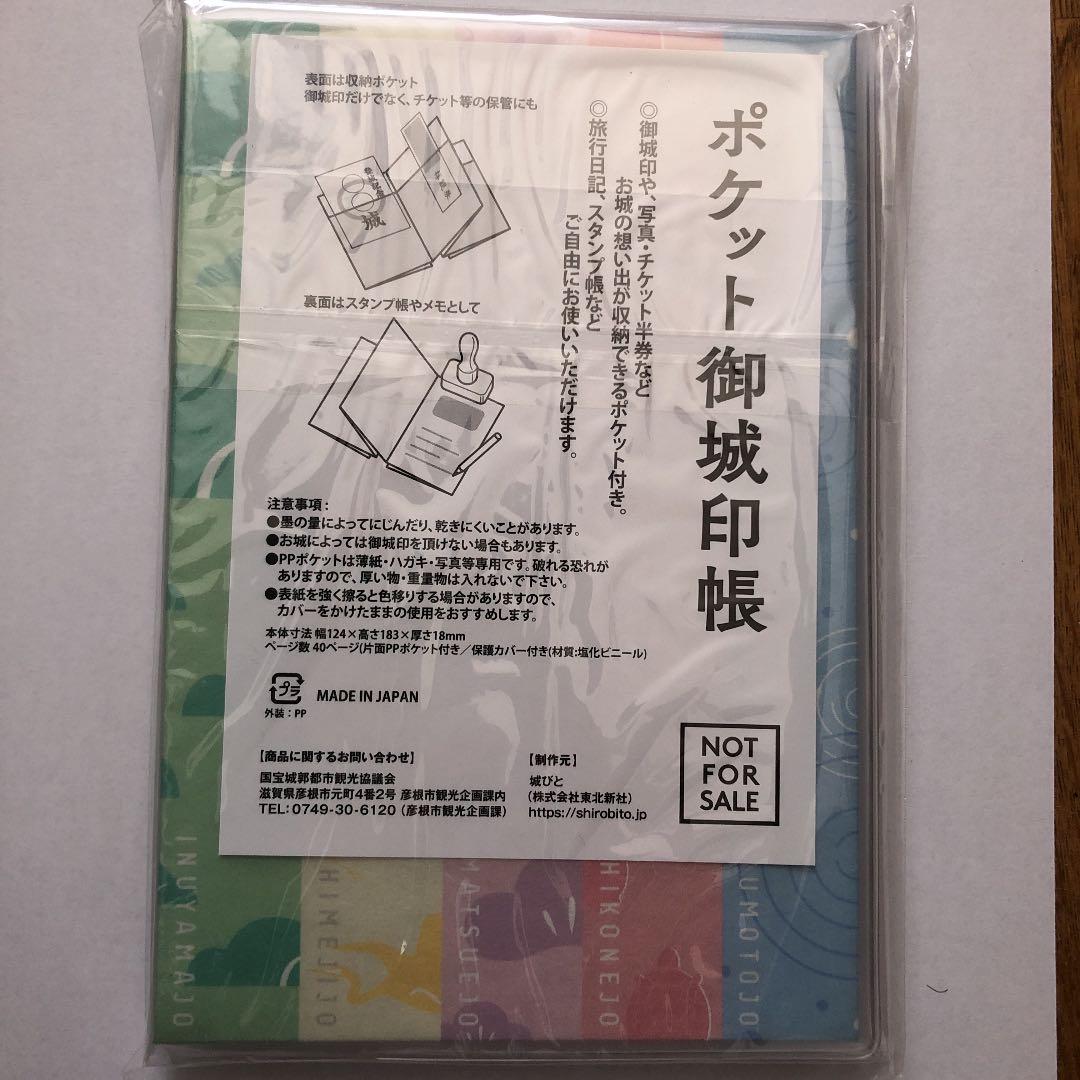 ポケット御城印帳
◎御城印や、写真・チケット半券など
お城の想い出が収納できるポケット付き。
◎旅行日記、スタンプ帳など
ご自由にお使いいただけます。
表面は収納ポケット
御城印だけでなく、チケット等の保管にも
城
裏面はスタンプ帳やメモとして
注意事項:
●墨の量によってにじんだり、乾きにくいことがあります。
●お城によっては御城印を頂けない場合もあります。
●PPポケットは薄紙・ハガキ・写真等専用です。破れる恐れが
ありますので、厚い物・重量物は入れないで下さい。
●表紙を強く擦ると色移りする場合がありますので、
カバーをかけたままの使用をおすすめします。
本体寸法 幅124×高さ183×厚さ18mm
ページ数 40ページ(片面PPポケット付き/保護カバー付き(材質:塩化ビニール)
プラ
MADE IN JAPAN
外装:PP
【商品に関するお問い合わせ】
国宝城郭都市観光協議会
滋賀県彦根市元町4番2号 彦根市観光企画課内
TEL:0749-30-6120(彦根市観光企画課)
【制作元】
城びと
(株式会社東北新社)
https://shirobito.jp
NOT
FOR
SALE
INUYAMAJO
HIMEJIJO
MATSUEJO
HIKONEJO
UMOTOJO